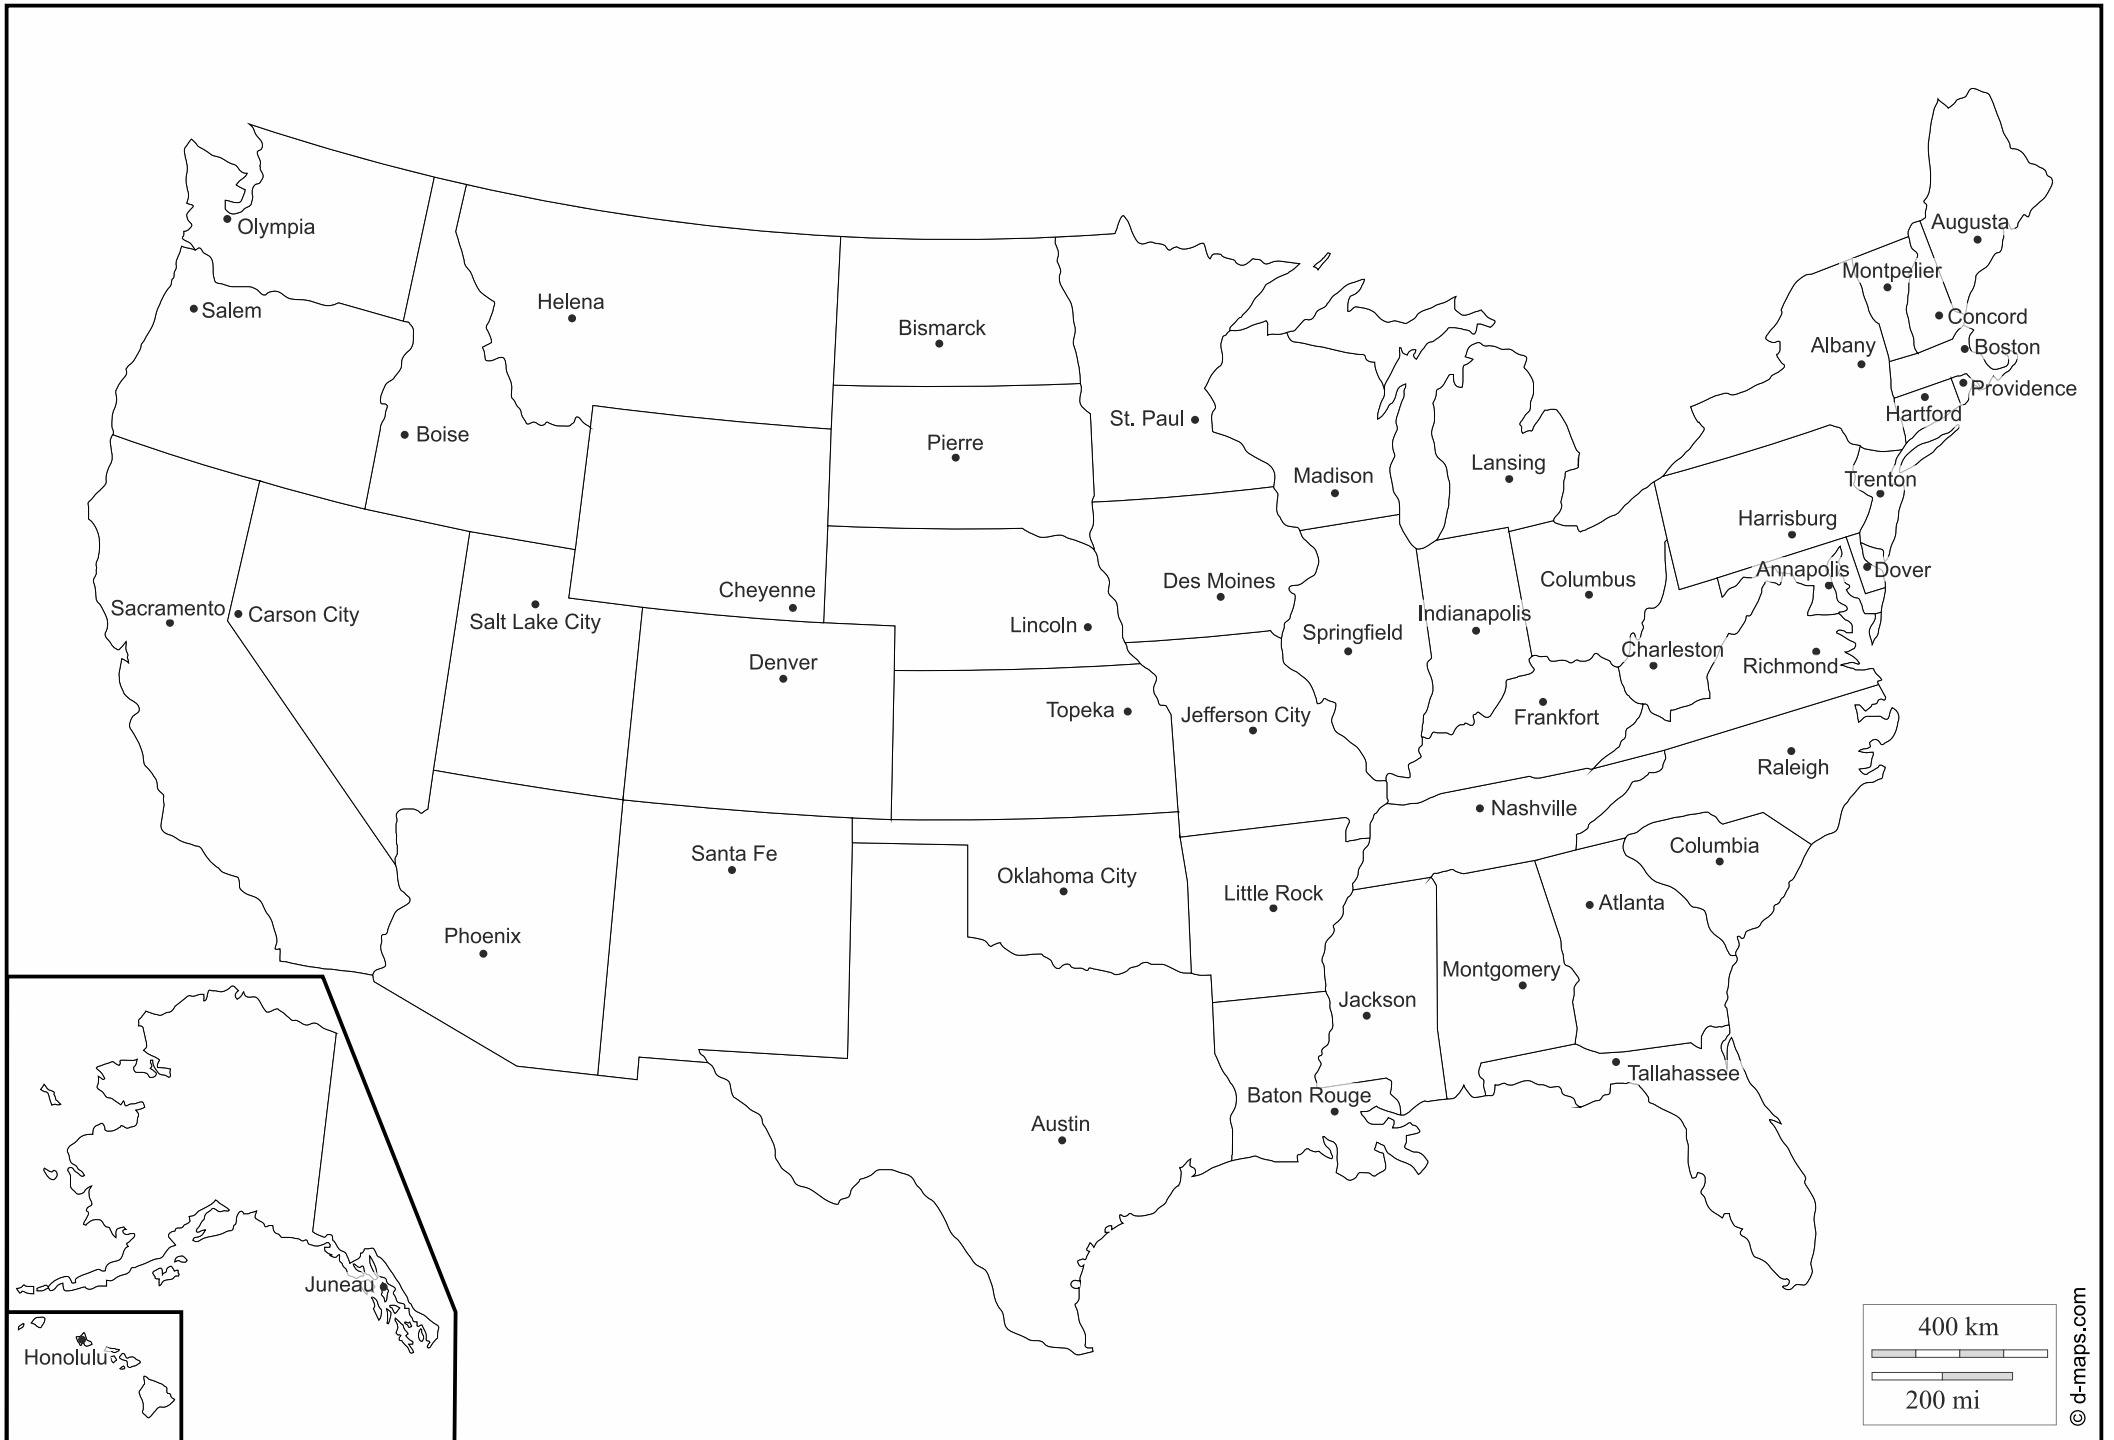 Olympia
Augusta
Montpelier
Helena
Salem
Concord
Bismarck
Albany
Boston
Providence
Hartford
St. Paul
Boise
Pierre
Lansing
Madison
Trenton
Harrisburg
Annapolis
Dover
Des Moines
Columbus
Cheyenne
Sacramento
Carson City
Salt Lake City
Indianapolis
Lincoln
Springfield
Charleston
Denver
Richmond
Topeka
Jefferson City
Frankfort
Raleigh
Nashville
Columbia
Santa Fe
Oklahoma City
Little Rock
Atlanta
Phoenix
Montgomery
Jackson
Tallahassee
Baton Rouge
Austin
Juneau
Honolulu
400 km
200 mi
© d-maps.com